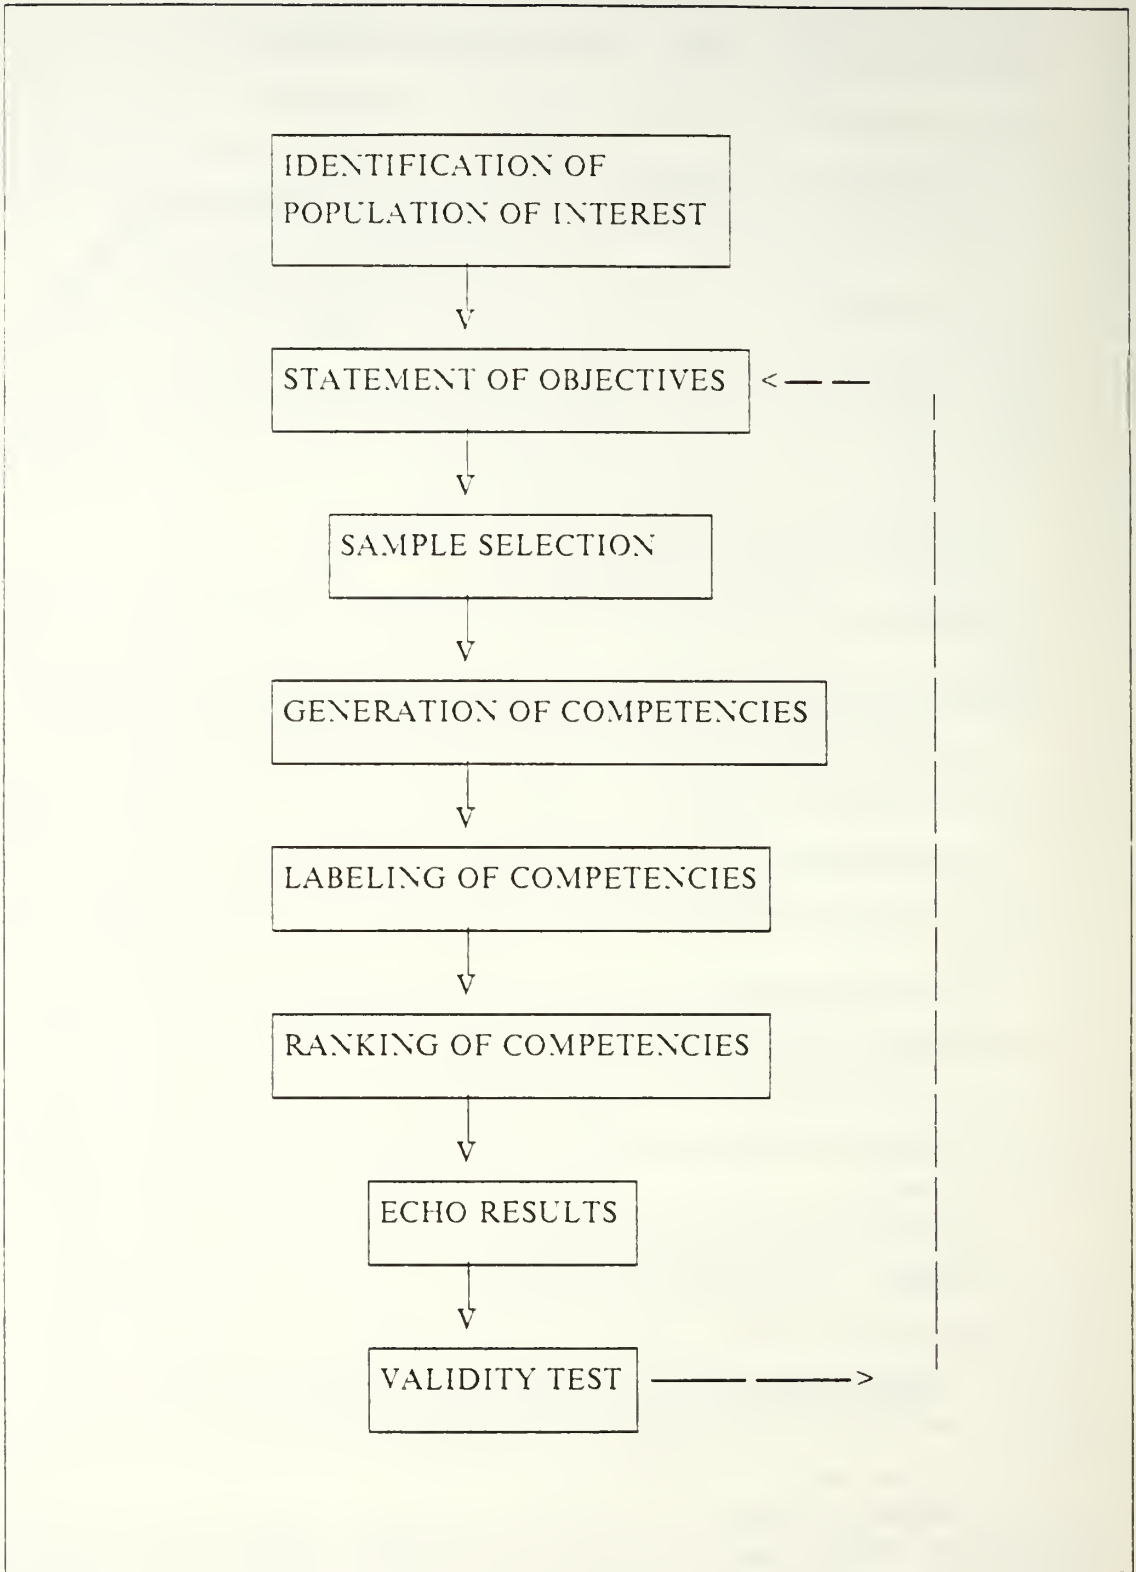 IDENTIFICATION OF
POPULATION OF INTEREST
V
STATEMENT OF OBJECTIVES <— —
V
SAMPLE SELECTION
V
GENERATION OF COMPETENCIES
V
LABELING OF COMPETENCIES
V
RANKING OF COMPETENCIES
V
ECHO RESULTS
V
VALIDITY TEST — —>